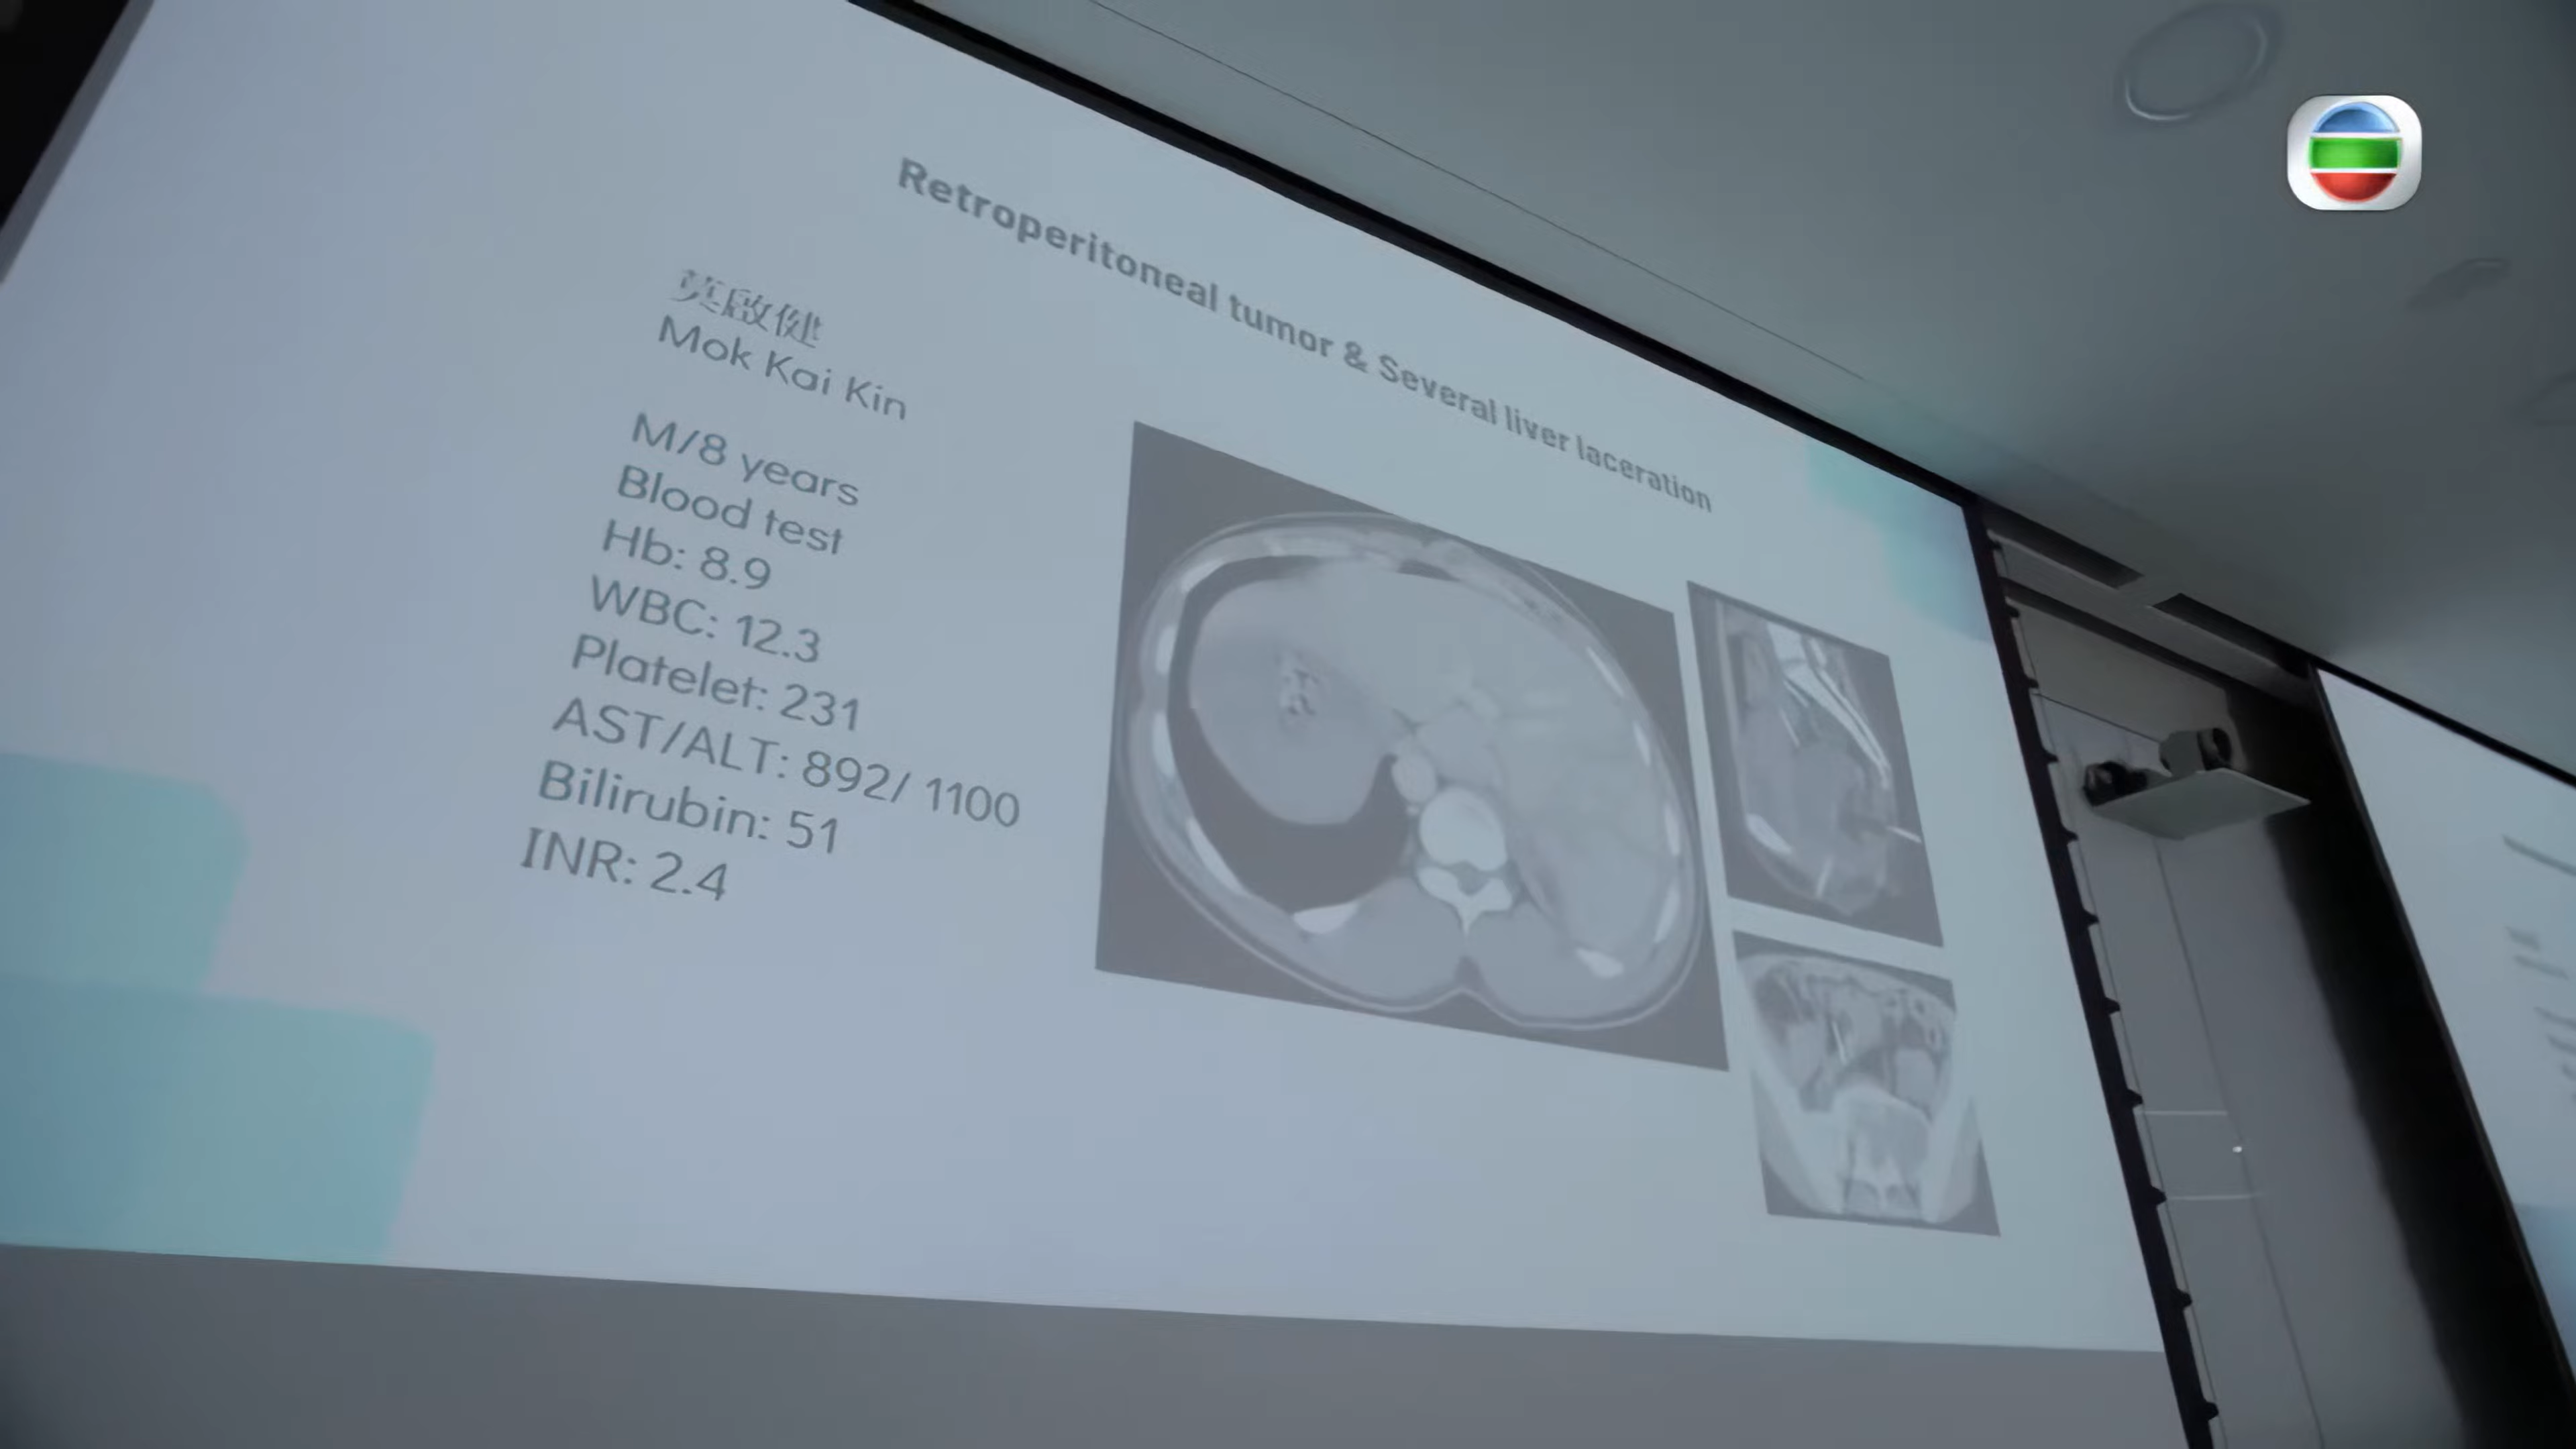 Retroperitoneal tumor & Several liver laceration
莫啟健
Mok Kai Kin
M/8 years
Blood test
Hb: 8.9
WBC: 12.3
Platelet: 231
AST/ALT: 892/ 1100
Bilirubin: 51
INR: 2.4